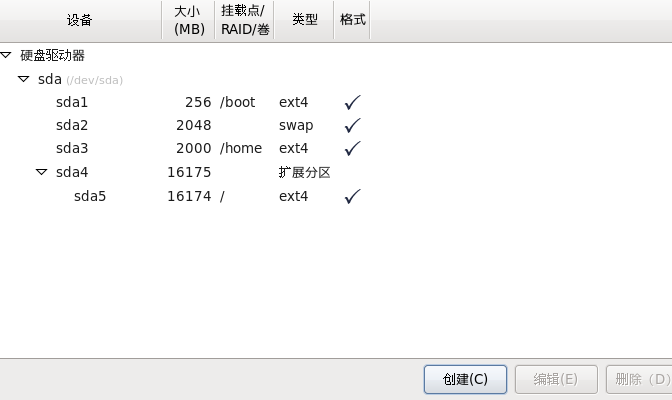 设备 大小(MB) 挂载点/RAID/卷 类型 格式
硬盘驱动器
sda (/dev/sda)
sda1 256 /boot ext4 ✓
sda2 2048 swap ✓
sda3 2000 /home ext4 ✓
sda4 16175 扩展分区
sda5 16174 / ext4 ✓
创建(C) 编辑(E) 删除（D）